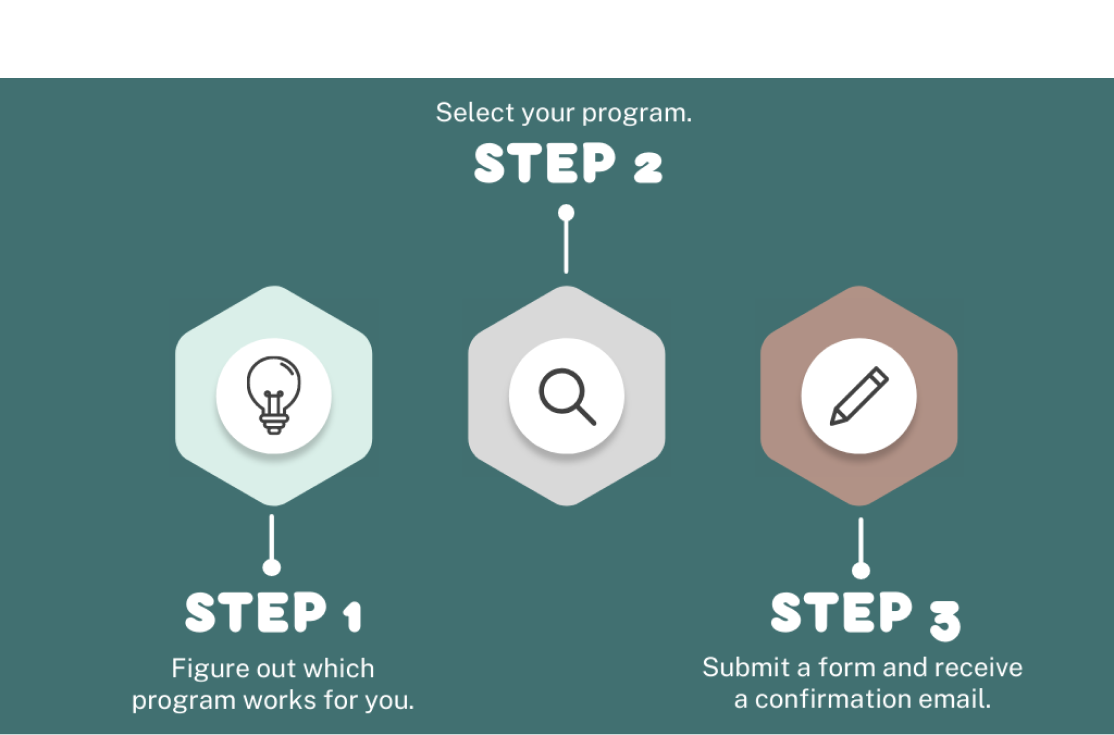 Select your program.
STEP 2
STEP 1
Figure out which
program works for you.
STEP 3
Submit a form and receive
a confirmation email.